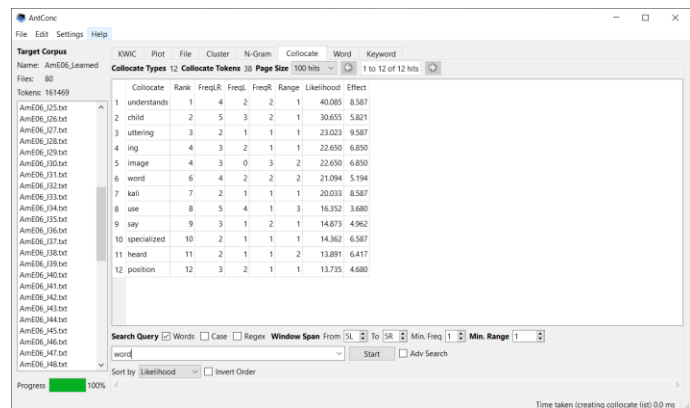 AntConc
File Edit Settings Help
Target Corpus
Name: AmE06_Learned
Files: 80
Tokens: 161469
AmE06_J25.txt
AmE06_J26.txt
AmE06_J27.txt
AmE06_J28.txt
AmE06_J29.txt
AmE06_J30.txt
AmE06_J31.txt
AmE06_J32.txt
AmE06_J33.txt
AmE06_J34.txt
AmE06_J35.txt
AmE06_J36.txt
AmE06_J37.txt
AmE06_J38.txt
AmE06_J39.txt
AmE06_J40.txt
AmE06_J41.txt
AmE06_J42.txt
AmE06_J43.txt
AmE06_J44.txt
AmE06_J45.txt
AmE06_J46.txt
AmE06_J47.txt
AmE06_J48.txt
Progress 100%
KWIC Plot File Cluster N-Gram Collocate Word Keyword
Collocate Types 12 Collocate Tokens 38 Page Size 100 hits 1 to 12 of 12 hits
Collocate Rank FreqLR FreqL FreqR Range Likelihood Effect
1 understands 1 4 2 2 1 40.085 8.587
2 child 2 5 3 2 1 30.655 5.821
3 uttering 3 2 1 1 1 23.023 9.587
4 ing 4 3 2 1 1 22.650 6.850
5 image 4 3 0 3 2 22.650 6.850
6 word 6 4 2 2 2 21.094 5.194
7 kali 7 2 1 1 1 20.033 8.587
8 use 8 5 4 1 3 16.352 3.680
9 say 9 3 1 2 1 14.873 4.962
10 specialized 10 2 1 1 1 14.362 6.587
11 heard 11 2 1 1 2 13.891 6.417
12 position 12 3 2 1 1 13.735 4.680
Search Query Words Case Regex Window Span From 5L To 5R Min. Freq 1 Min. Range 1
word Start Adv Search
Sort by Likelihood Invert Order
Time taken (creating collocate list) 0.0 ms